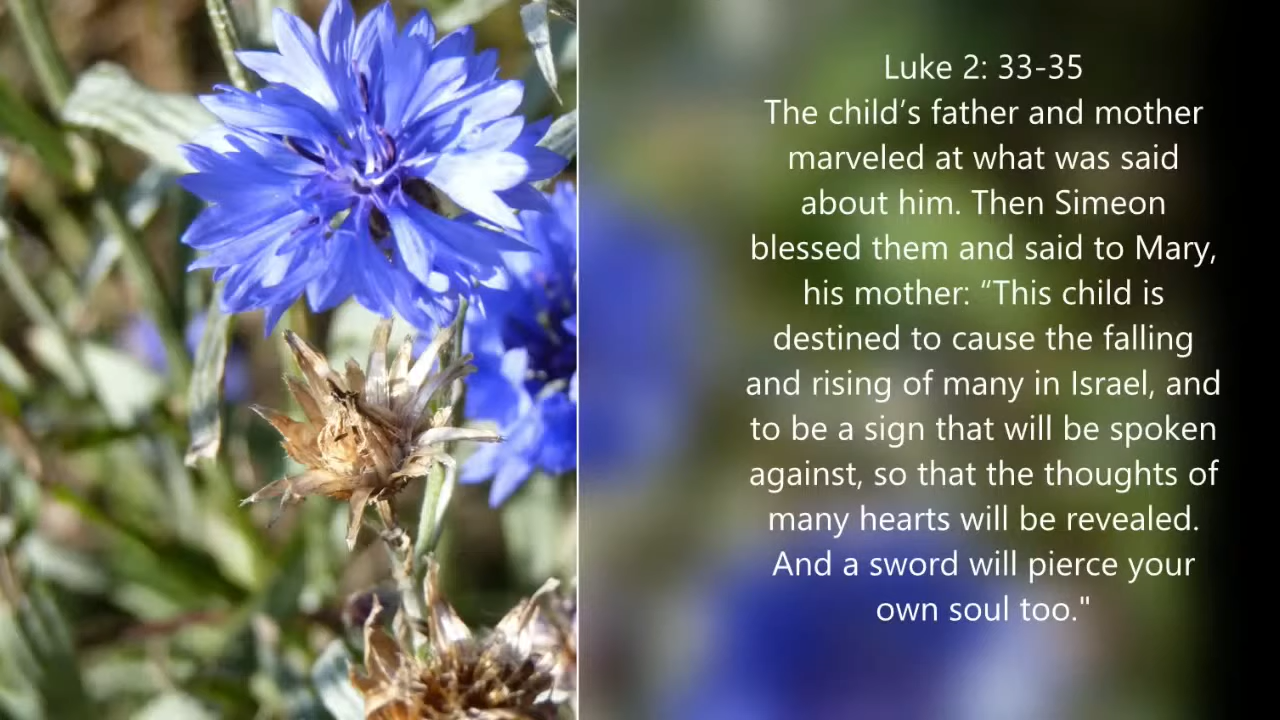 Luke 2: 33-35
The child’s father and mother
marveled at what was said
about him. Then Simeon
blessed them and said to Mary,
his mother: “This child is
destined to cause the falling
and rising of many in Israel, and
to be a sign that will be spoken
against, so that the thoughts of
many hearts will be revealed.
And a sword will pierce your
own soul too."